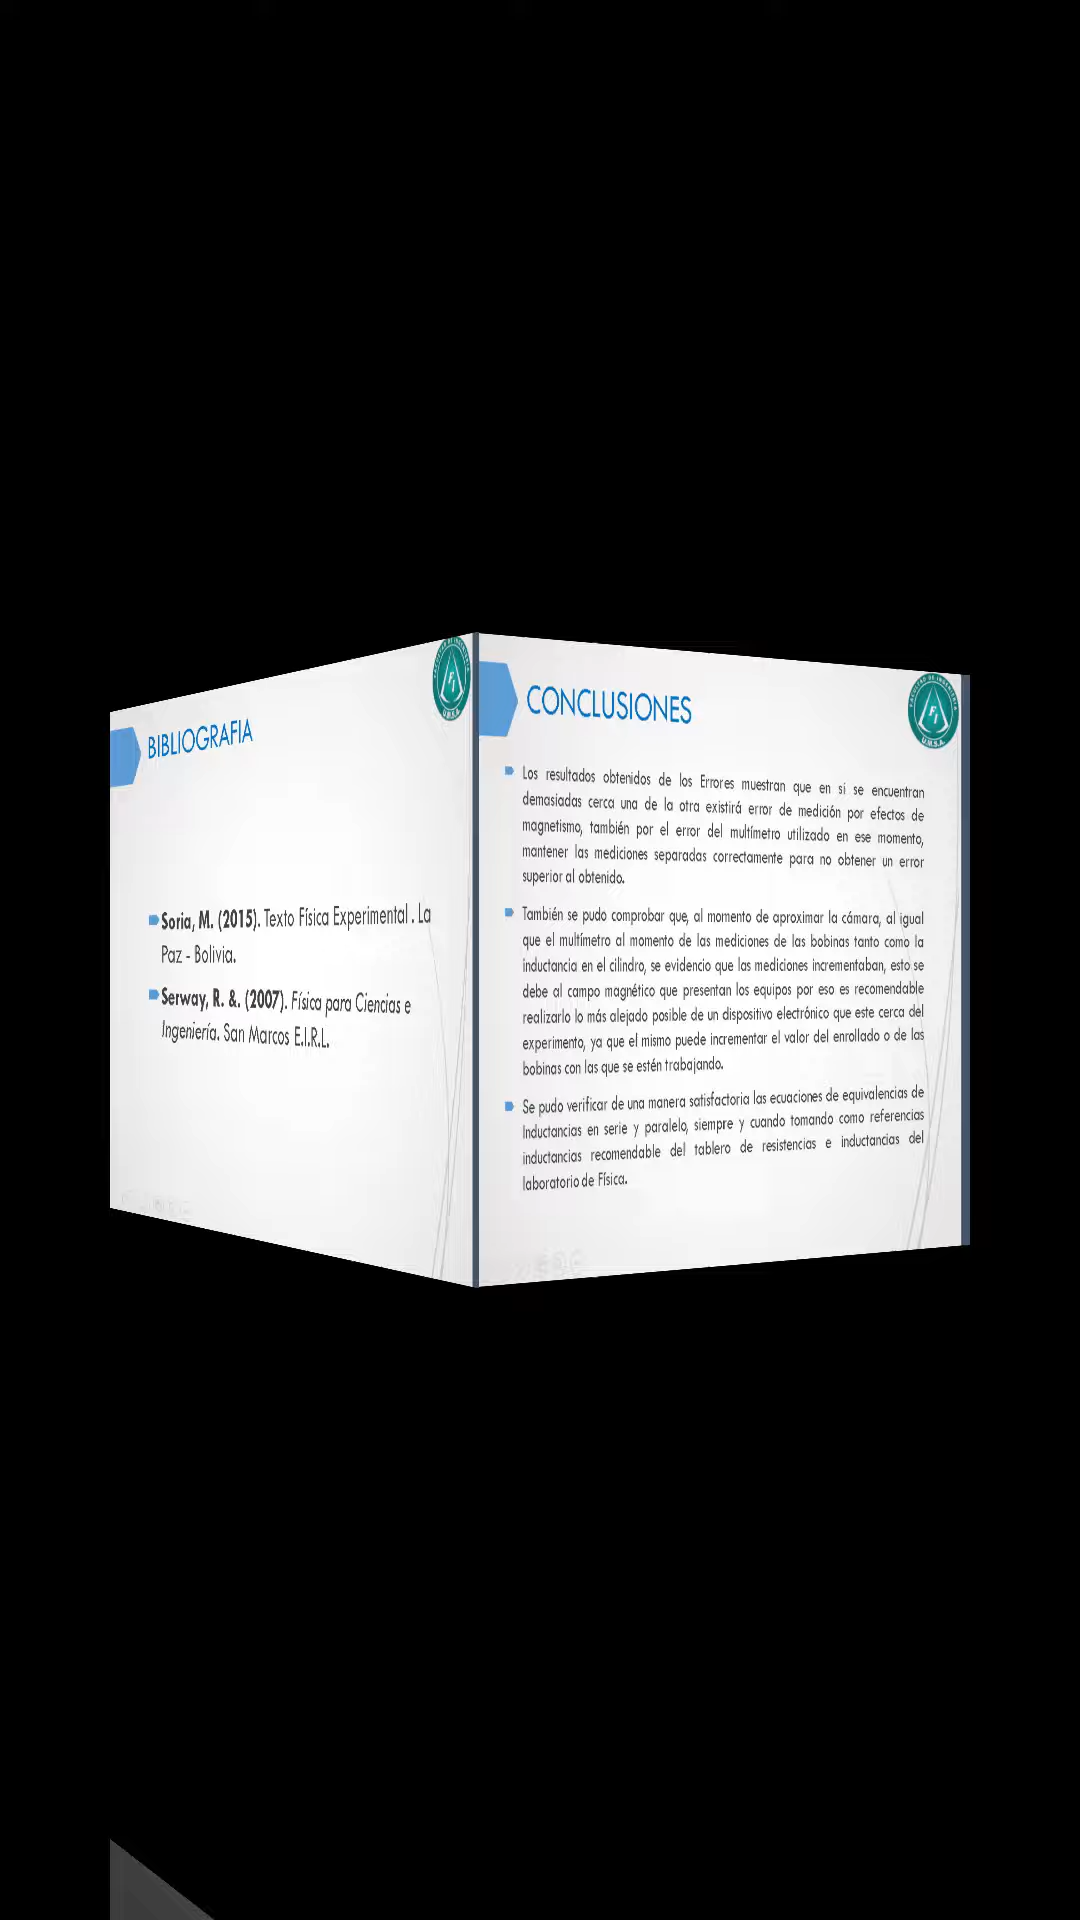 BIBLIOGRAFIA
Soria, M. (2015). Texto Física Experimental . La
Paz - Bolivia.
Serway, R. &. (2007). Física para Ciencias e
Ingeniería. San Marcos E.I.R.L.
FACULTAD DE INGENIERIA
FI
U.M.S.A.
CONCLUSIONES
Los resultados obtenidos de los Errores muestran que en si se encuentran
demasiadas cerca una de la otra existirá error de medición por efectos de
magnetismo, también por el error del multímetro utilizado en ese momento,
mantener las mediciones separadas correctamente para no obtener un error
superior al obtenido.
También se pudo comprobar que, al momento de aproximar la cámara, al igual
que el multímetro al momento de las mediciones de las bobinas tanto como la
inductancia en el cilindro, se evidencio que las mediciones incrementaban, esto se
debe al campo magnético que presentan los equipos por eso es recomendable
realizarlo lo más alejado posible de un dispositivo electrónico que este cerca del
experimento, ya que el mismo puede incrementar el valor del enrollado o de las
bobinas con las que se estén trabajando.
Se pudo verificar de una manera satisfactoria las ecuaciones de equivalencias de
Inductancias en serie y paralelo, siempre y cuando tomando como referencias
inductancias recomendable del tablero de resistencias e inductancias del
laboratorio de Física.
FACULTAD DE INGENIERIA
FI
U.M.S.A.